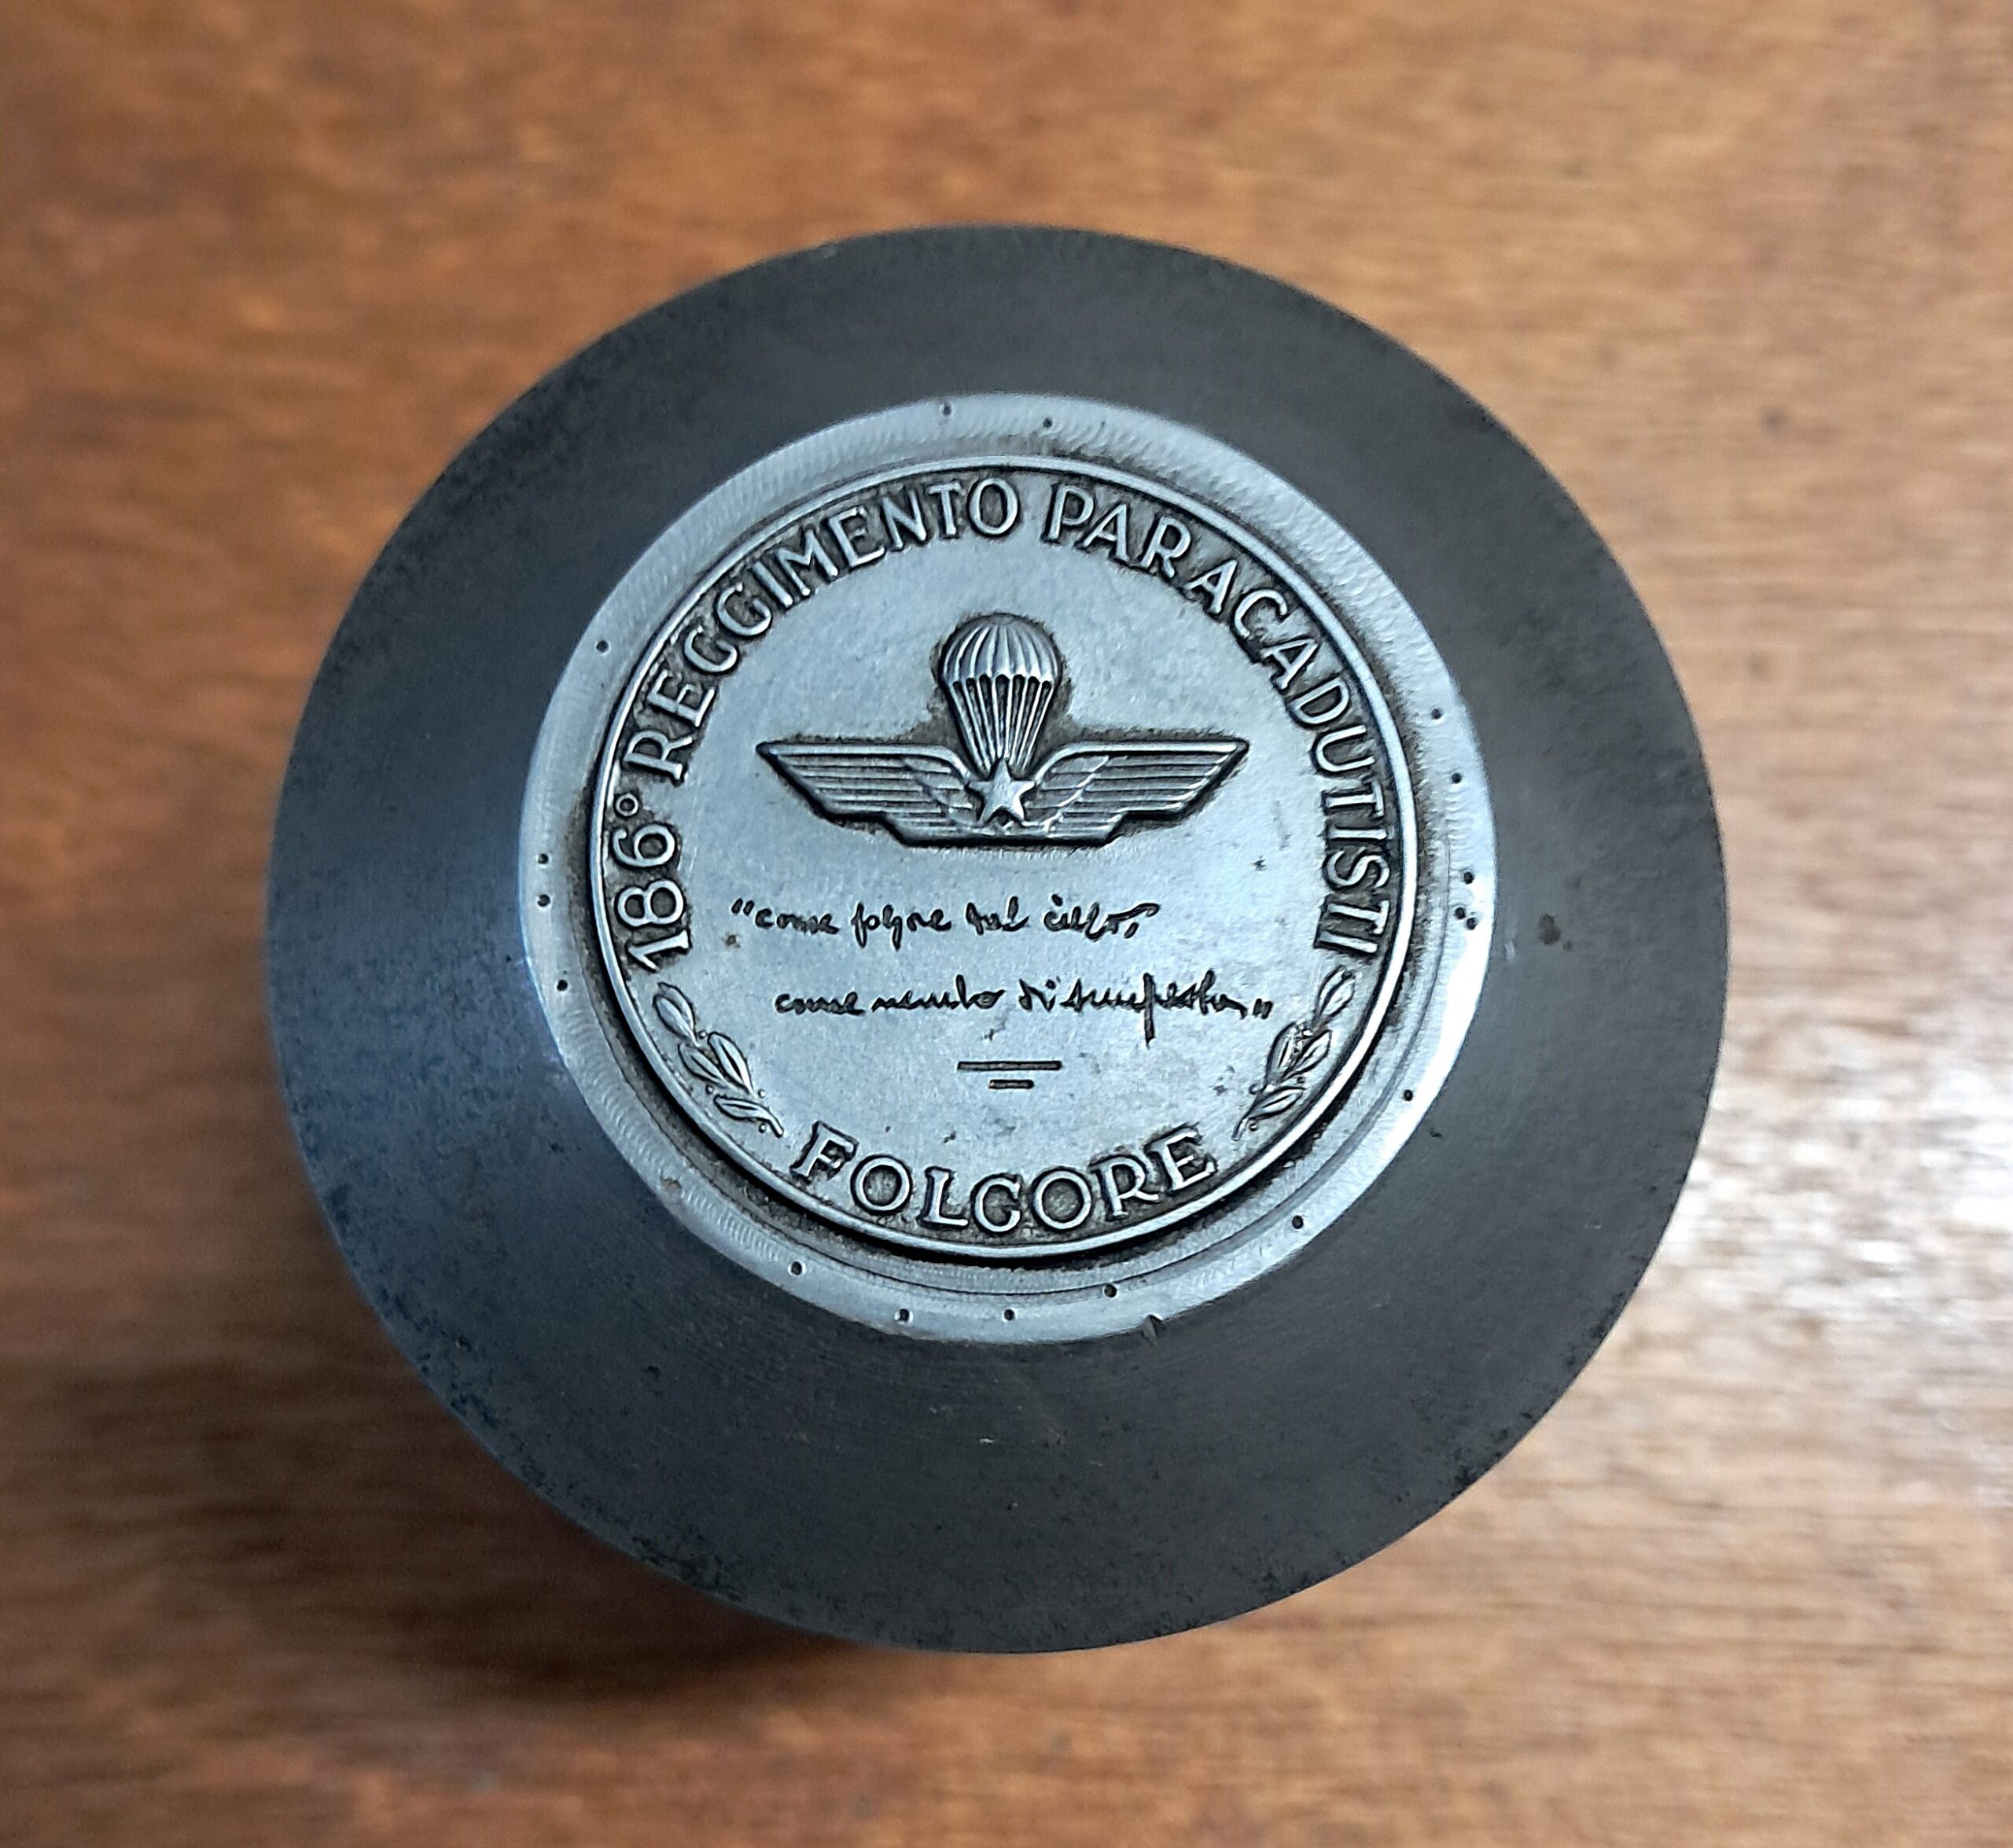 186° REGGIMENTO PARACADUTISTI
"come folgore dal cielo,
come nembo di tempesta"
FOLGORE